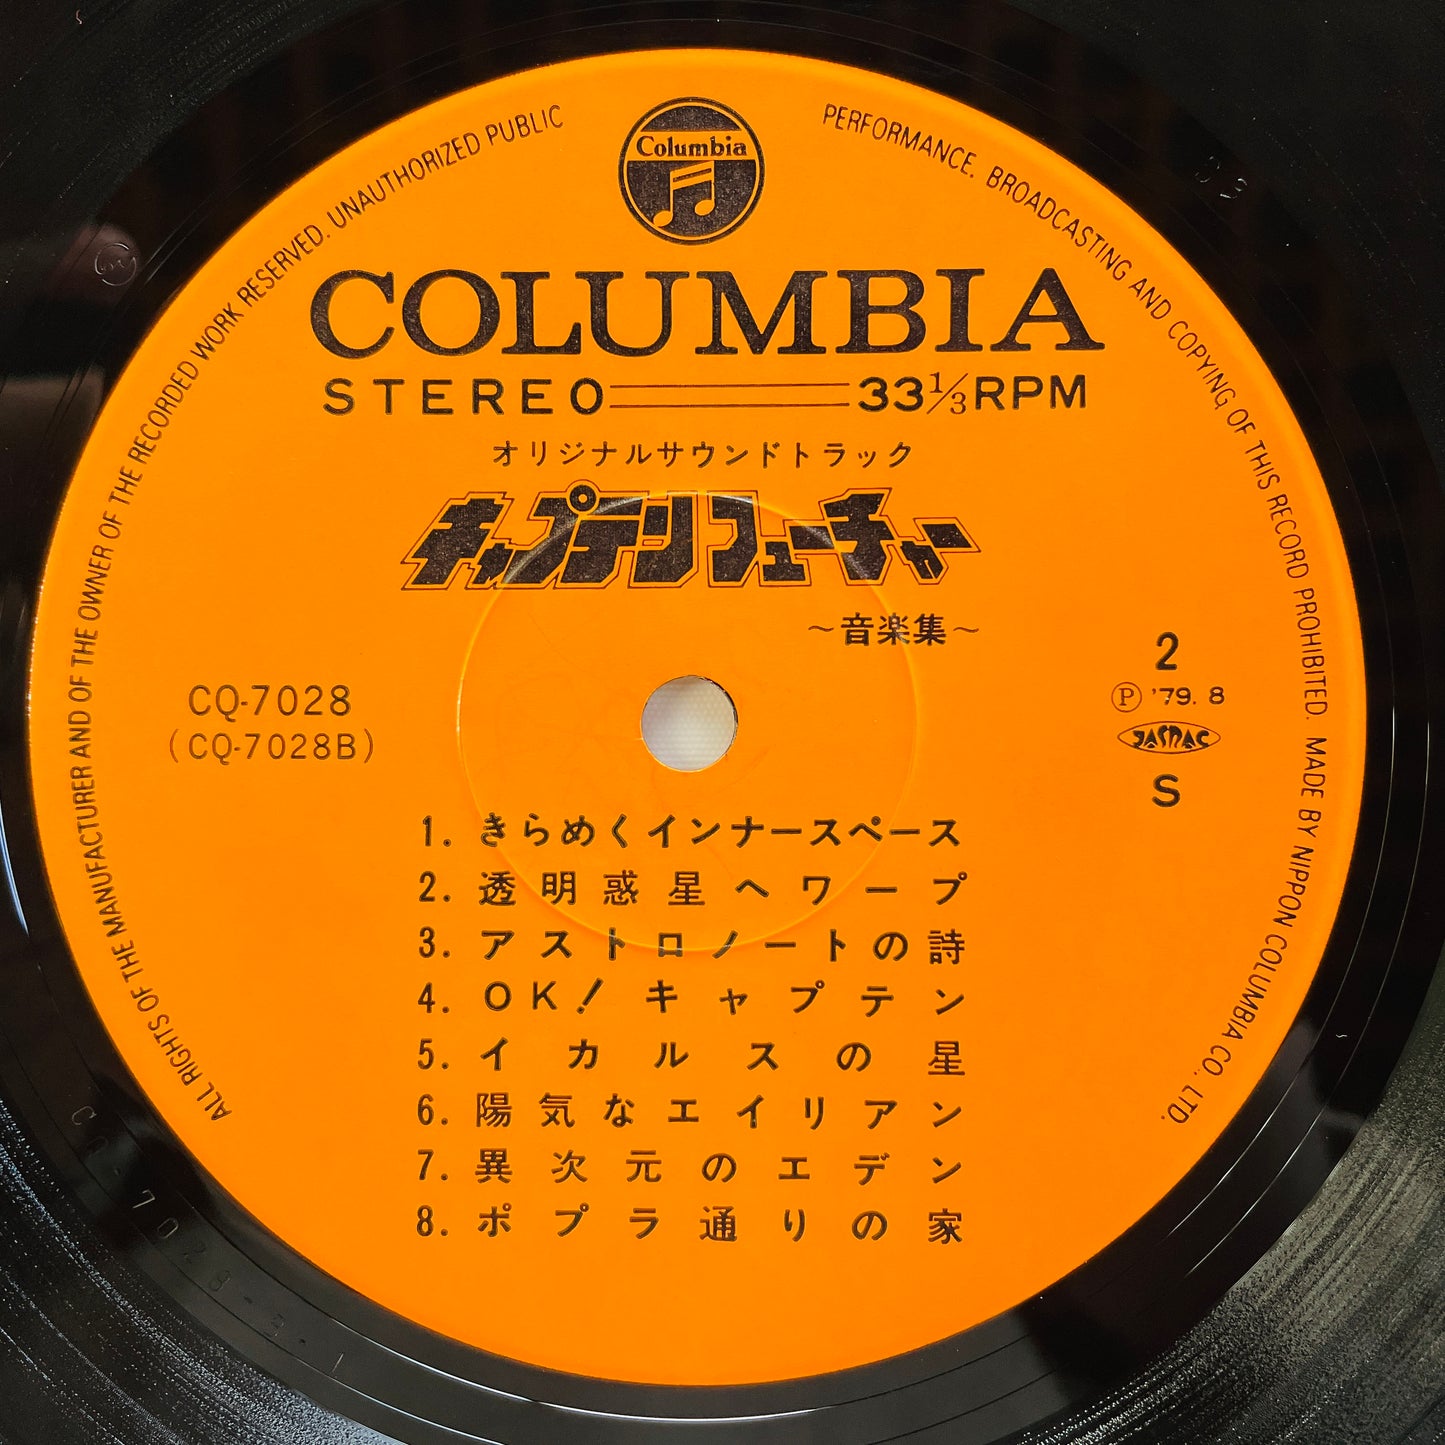 Columbia
ALL RIGHTS OF THE MANUFACTURER AND OF THE OWNER OF THE RECORDED WORK RESERVED. UNAUTHORIZED PUBLIC PERFORMANCE. BROADCASTING AND COPYING OF THIS RECORD PROHIBITED. MADE BY NIPPON COLUMBIA CO., LTD.
COLUMBIA
STEREO 33⅓RPM
オリジナルサウンドトラック
キャプテンフューチャー
~音楽集~
CQ-7028
(CQ-7028B)
2
Ⓟ '79. 8
JASRAC
S
1. きらめくインナースペース
2. 透明惑星へワープ
3. アストロノートの詩
4. OK! キャプテン
5. イカルスの星
6. 陽気なエイリアン
7. 異次元のエデン
8. ポプラ通りの家